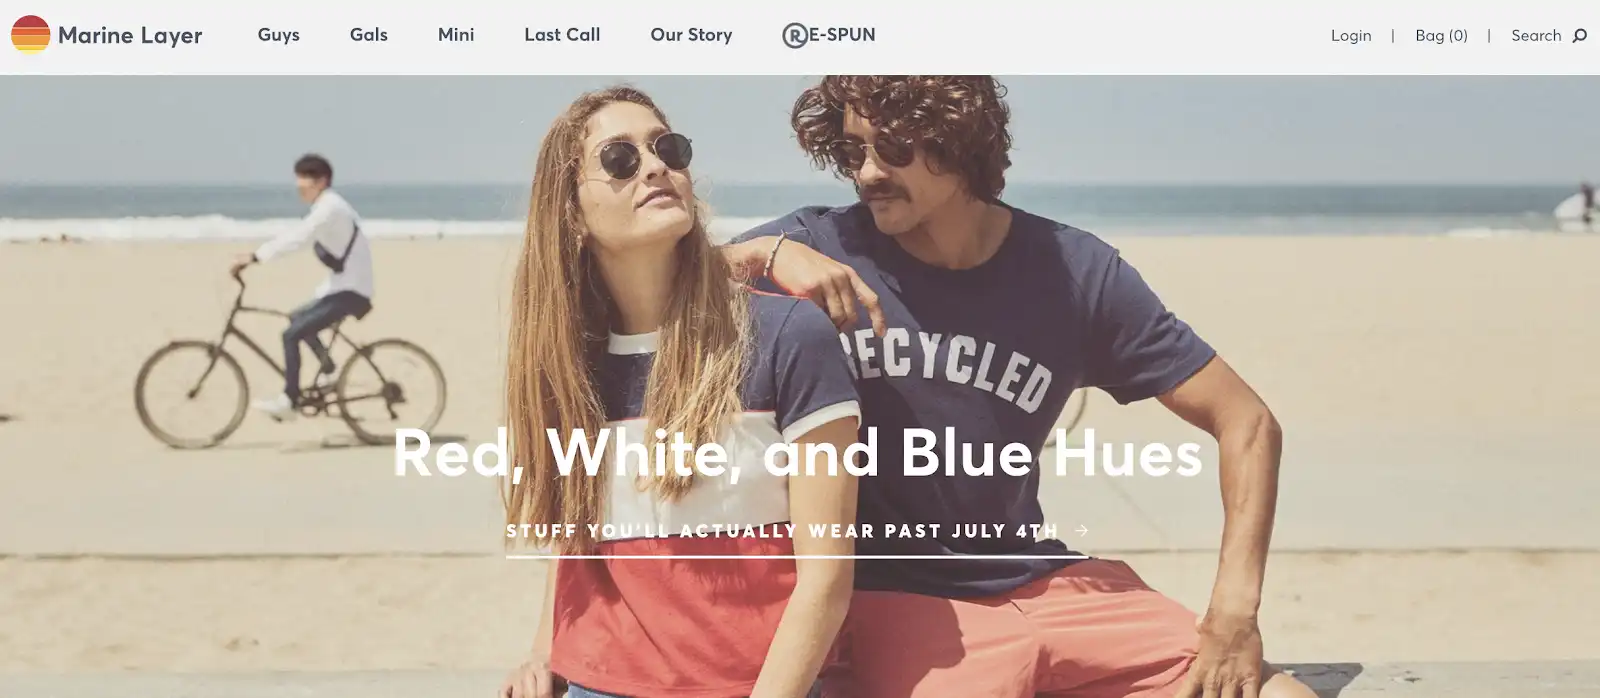 Marine Layer
Guys
Gals
Mini
Last Call
Our Story
®E-SPUN
Login | Bag (0) | Search
RECYCLED
Red, White, and Blue Hues
STUFF YOU'LL ACTUALLY WEAR PAST JULY 4TH →